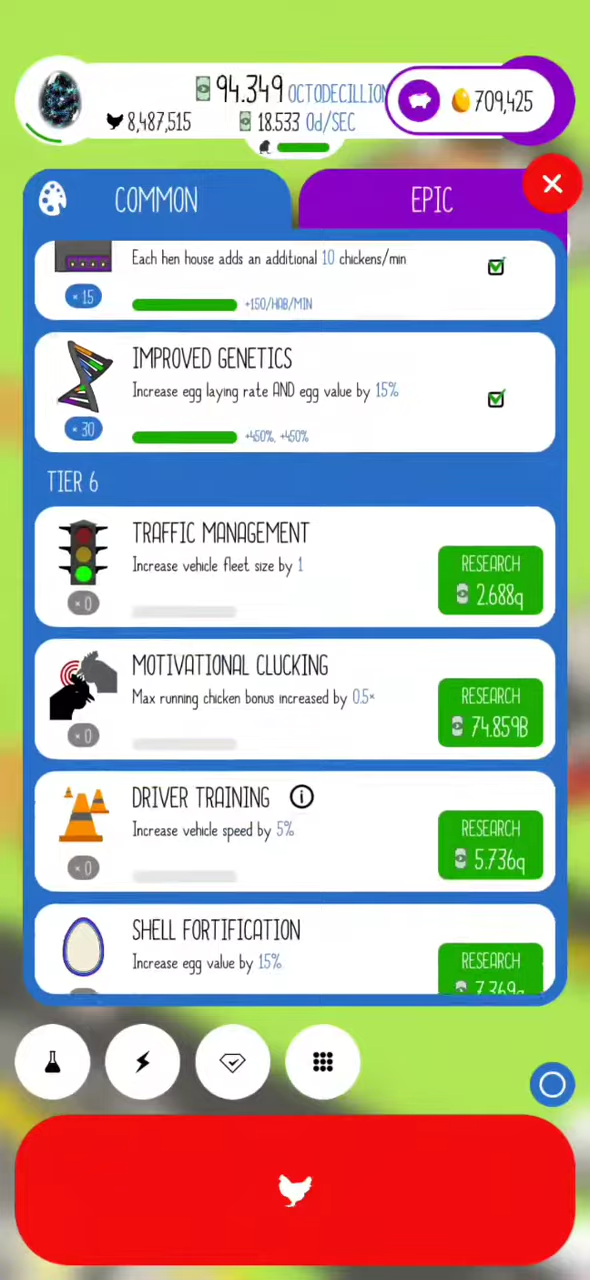 94.349 OCTODECILLION
709,425
8,487,515
18.533 Od/SEC
COMMON
EPIC
Each hen house adds an additional 10 chickens/min
× 15
+150/HAB/MIN
IMPROVED GENETICS
Increase egg laying rate AND egg value by 15%
× 30
+450%, +450%
TIER 6
TRAFFIC MANAGEMENT
Increase vehicle fleet size by 1
RESEARCH
2.688q
× 0
MOTIVATIONAL CLUCKING
Max running chicken bonus increased by 0.5×
RESEARCH
74.859B
× 0
DRIVER TRAINING
Increase vehicle speed by 5%
RESEARCH
5.736q
× 0
SHELL FORTIFICATION
Increase egg value by 15%
RESEARCH
7.369q